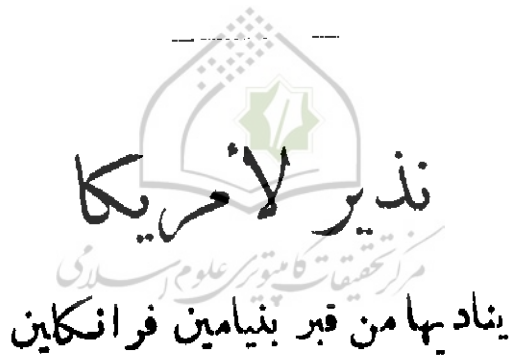 نذير لأمريكا
مركز تحقيقات كامپيوتري علوم اسلامي
يناديها من قبر بنيامين فرانكلين